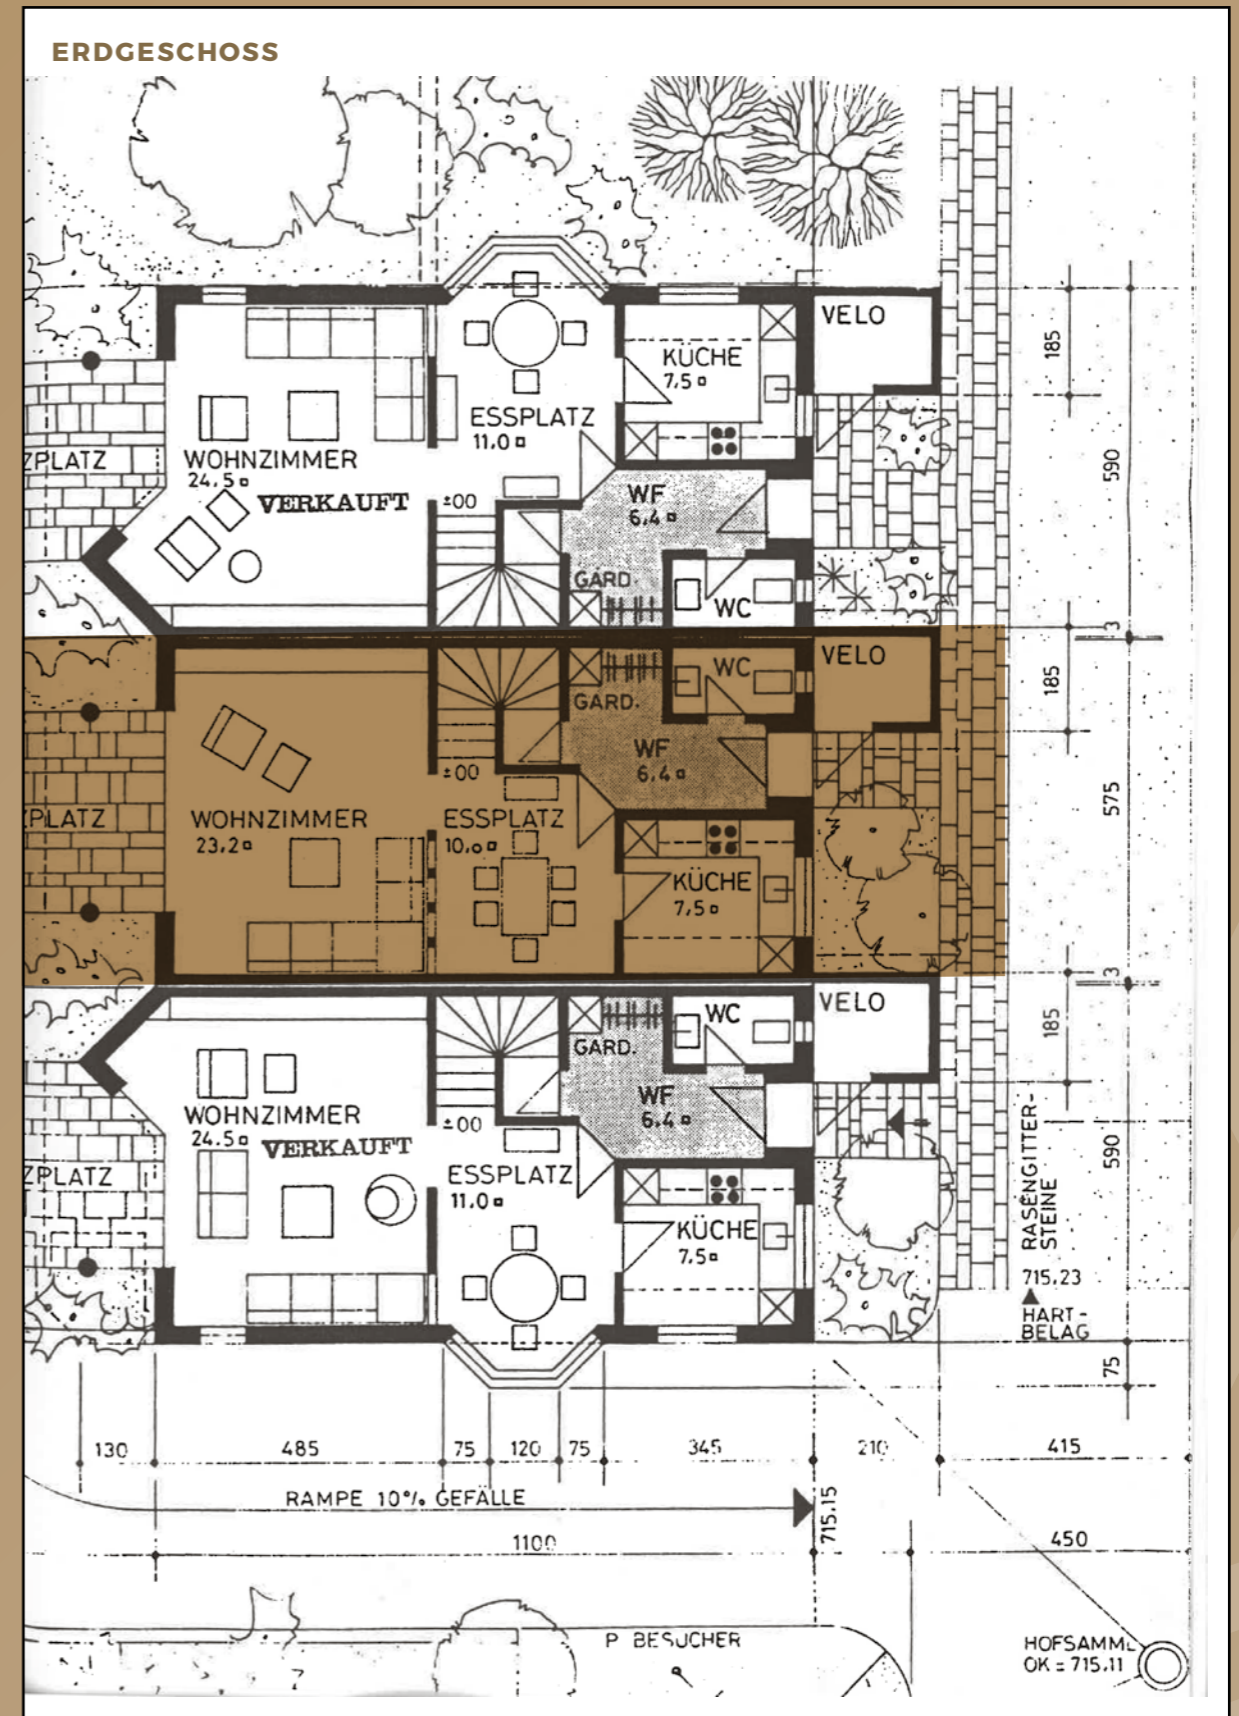 ERDGESCHOSS
VELO
KÜCHE
7,5
185
ESSPLATZ
11,0
ZPLATZ
WOHNZIMMER
24.5
VERKAUFT
±00
WF
6,4
590
GARD.
WC
3
WC
VELO
GARD.
185
WF
6,4
±00
PLATZ
WOHNZIMMER
23,2
ESSPLATZ
10,0
575
KÜCHE
7,5
3
WC
VELO
GARD.
185
WF
6,4
WOHNZIMMER
24.5
VERKAUFT
±00
ZPLATZ
ESSPLATZ
11,0
590
RASENGITTER-
STEINE
KÜCHE
7,5
715.23
HART-
BELAG
75
130
485
75
120
75
345
210
415
RAMPE 10% GEFÄLLE
715.15
1100
450
P BESUCHER
HOFSAMML
OK = 715.11